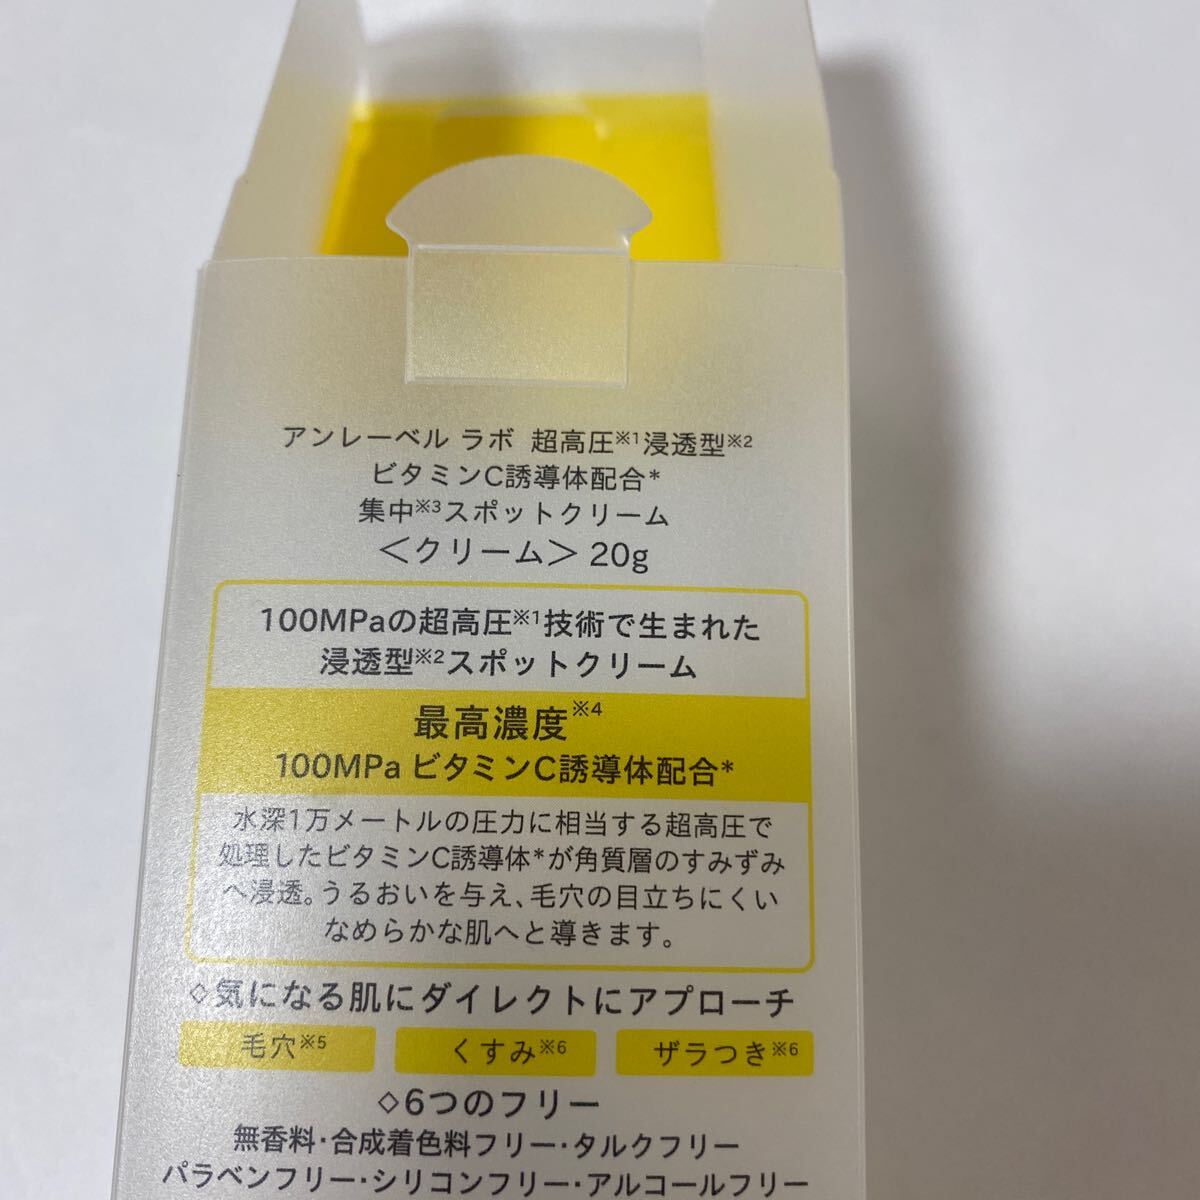 アンレーベル ラボ 超高圧※1浸透型※2
ビタミンC誘導体配合*
集中※3スポットクリーム
＜クリーム＞ 20g
100MPaの超高圧※1技術で生まれた
浸透型※2スポットクリーム
最高濃度※4
100MPa ビタミンC誘導体配合*
水深1万メートルの圧力に相当する超高圧で
処理したビタミンC誘導体*が角質層のすみずみ
へ浸透。うるおいを与え、毛穴の目立ちにくい
なめらかな肌へと導きます。
◇気になる肌にダイレクトにアプローチ
毛穴※5 くすみ※6 ザラつき※6
◇6つのフリー
無香料・合成着色料フリー・タルクフリー
パラベンフリー・シリコンフリー・アルコールフリー